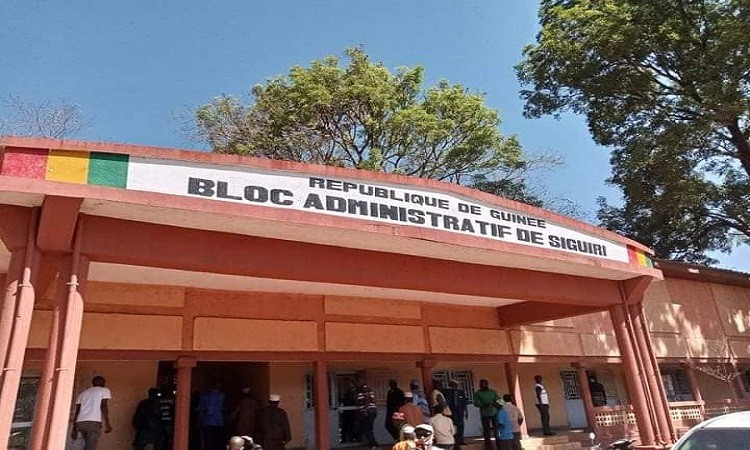 REPUBLIQUE DE GUINEE
BLOC ADMINISTRATIF DE SIGUIRI